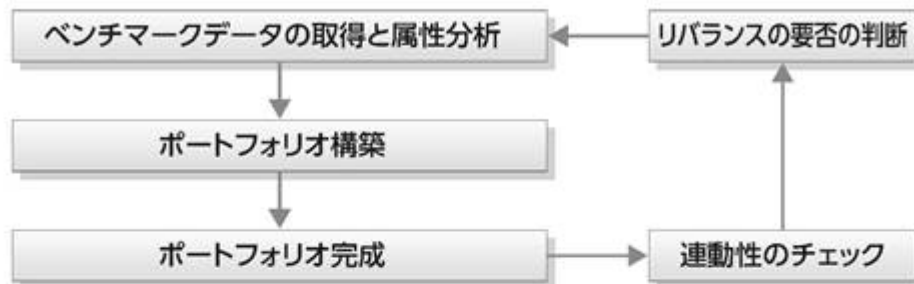 ベンチマークデータの取得と属性分析
リバランスの要否の判断
ポートフォリオ構築
ポートフォリオ完成
連動性のチェック